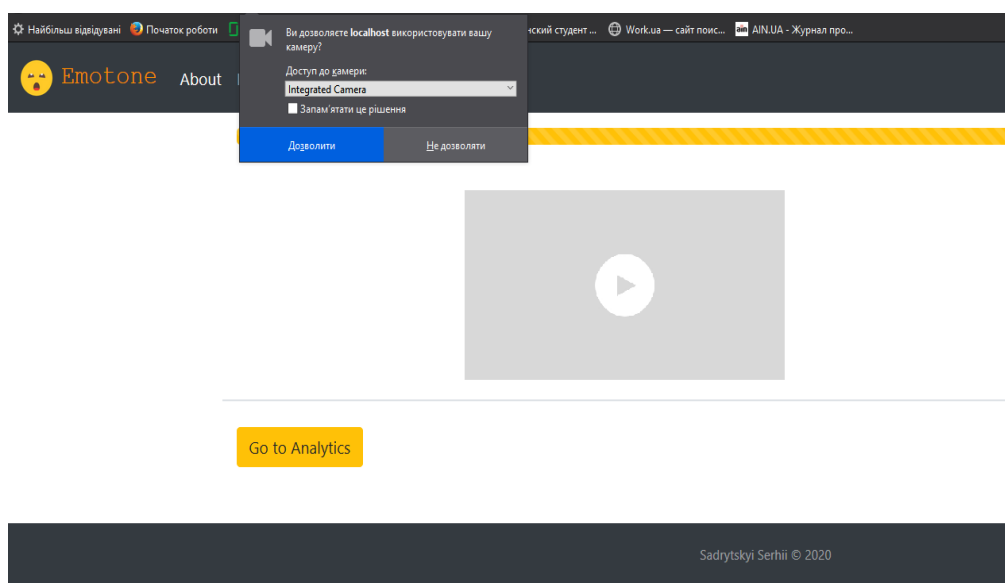 Найбільш відвідувані Початок роботи нский студент ... Work.ua — сайт поис... ain AIN.UA - Журнал про...
Ви дозволяєте localhost використовувати вашу
камеру?
Доступ до камери:
Integrated Camera
Запам'ятати це рішення
Дозволити Не дозволяти
Emotone About
Go to Analytics
Sadrytskyi Serhii © 2020